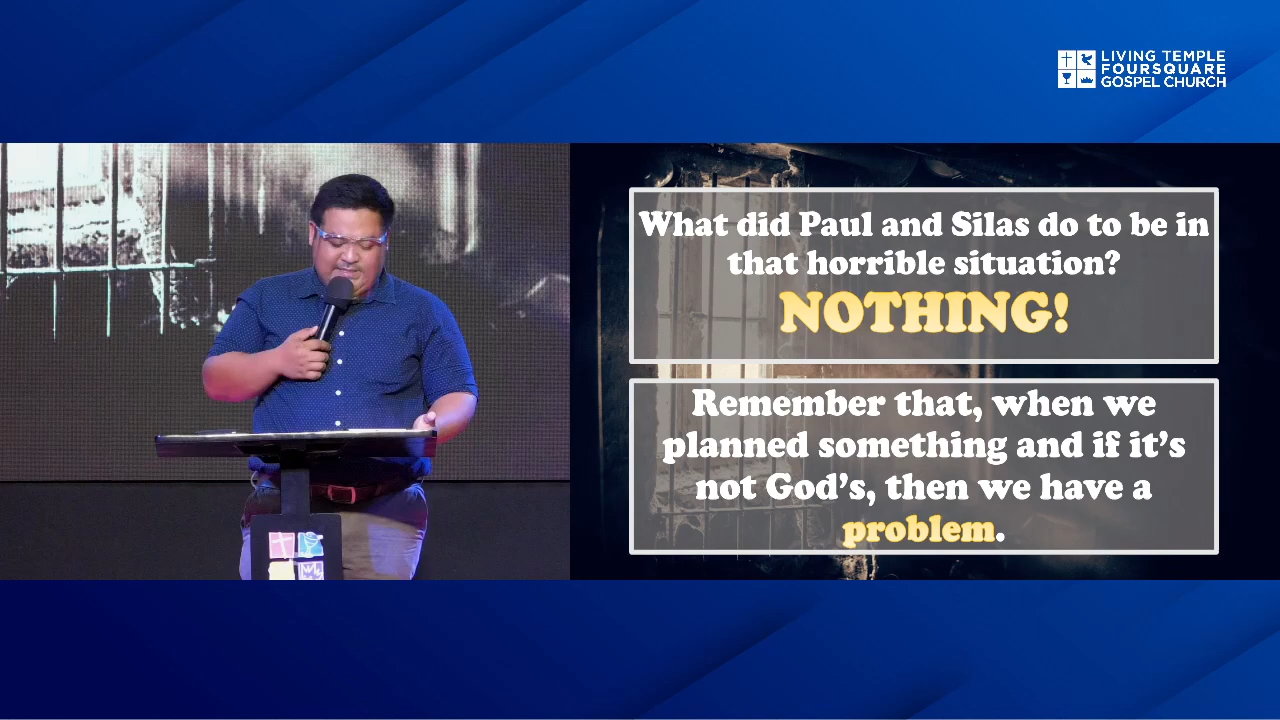 LIVING TEMPLE
FOURSQUARE
GOSPEL CHURCH
What did Paul and Silas do to be in
that horrible situation?
NOTHING!
Remember that, when we
planned something and if it’s
not God’s, then we have a
problem.